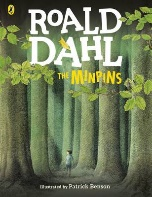 ROALD
DAHL
THE MINPINS
Illustrated by Patrick Benson